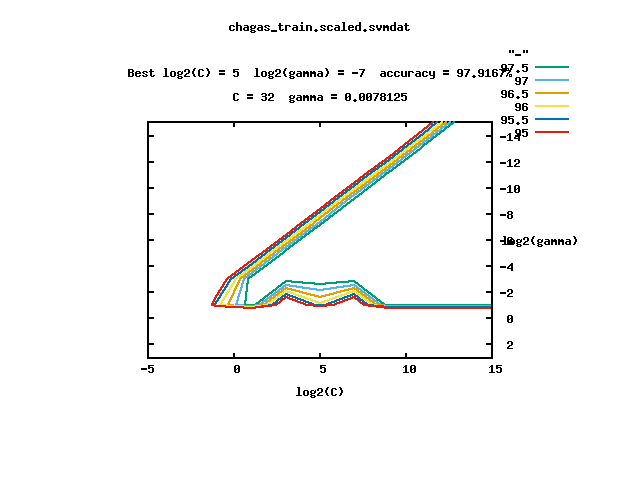 chagas_train.scaled.svmdat
"_"
Best log2(C) = 5 log2(gamma) = -7 accuracy = 97.9167%
97.5
97
C = 32 gamma = 0.0078125
96.5
96
95.5
95
-14
-12
-10
-8
log2(gamma)
-4
-2
0
2
-5 0 5 10 15
log2(C)